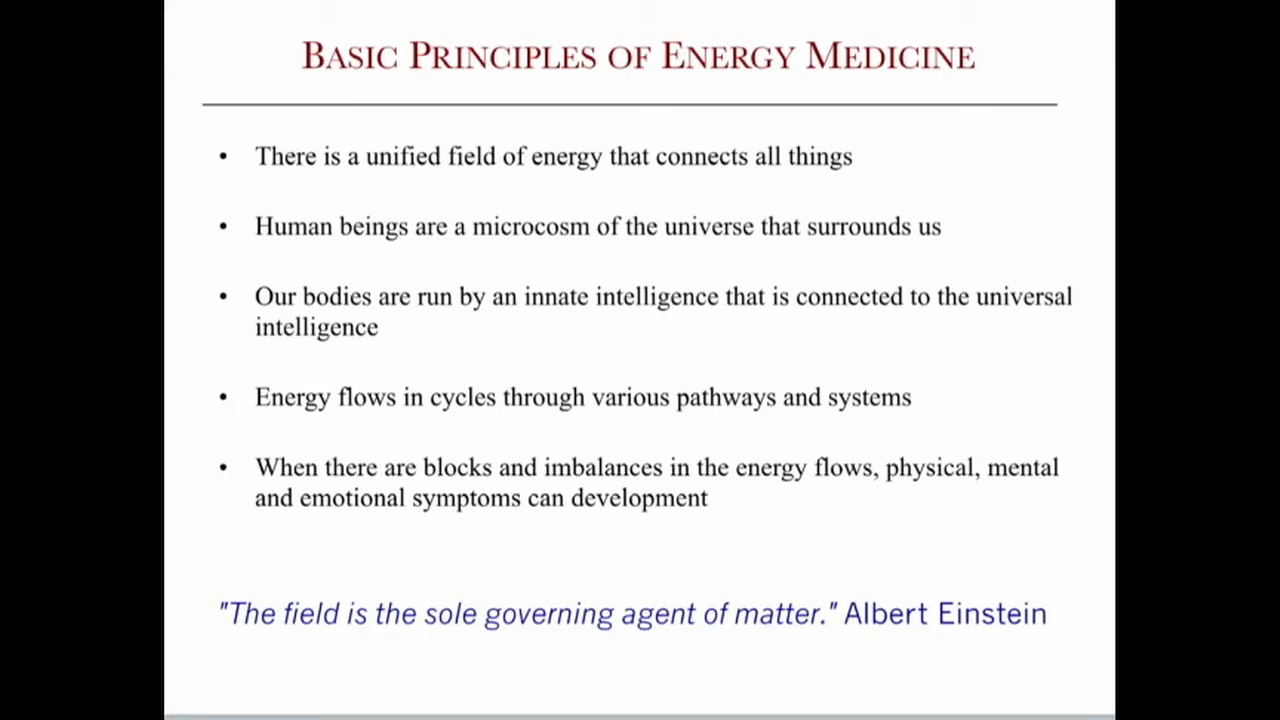 BASIC PRINCIPLES OF ENERGY MEDICINE
• There is a unified field of energy that connects all things
• Human beings are a microcosm of the universe that surrounds us
• Our bodies are run by an innate intelligence that is connected to the universal
intelligence
• Energy flows in cycles through various pathways and systems
• When there are blocks and imbalances in the energy flows, physical, mental
and emotional symptoms can development
"The field is the sole governing agent of matter." Albert Einstein